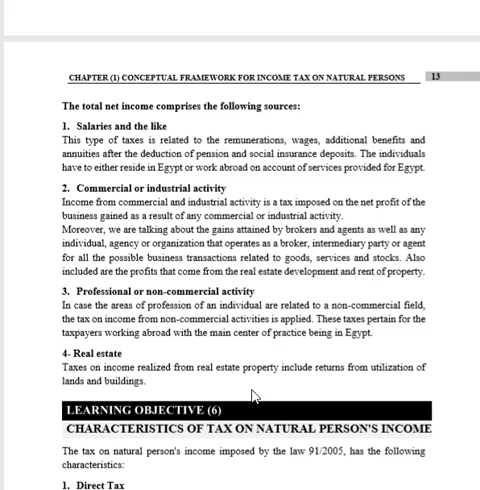 CHAPTER (1) CONCEPTUAL FRAMEWORK FOR INCOME TAX ON NATURAL PERSONS 13
The total net income comprises the following sources:
1. Salaries and the like
This type of taxes is related to the remunerations, wages, additional benefits and
annuities after the deduction of pension and social insurance deposits. The individuals
have to either reside in Egypt or work abroad on account of services provided for Egypt.
2. Commercial or industrial activity
Income from commercial and industrial activity is a tax imposed on the net profit of the
business gained as a result of any commercial or industrial activity.
Moreover, we are talking about the gains attained by brokers and agents as well as any
individual, agency or organization that operates as a broker, intermediary party or agent
for all the possible business transactions related to goods, services and stocks. Also
included are the profits that come from the real estate development and rent of property.
3. Professional or non-commercial activity
In case the areas of profession of an individual are related to a non-commercial field,
the tax on income from non-commercial activities is applied. These taxes pertain for the
taxpayers working abroad with the main center of practice being in Egypt.
4- Real estate
Taxes on income realized from real estate property include returns from utilization of
lands and buildings.
LEARNING OBJECTIVE (6)
CHARACTERISTICS OF TAX ON NATURAL PERSON'S INCOME
The tax on natural person's income imposed by the law 91/2005, has the following
characteristics:
1. Direct Tax